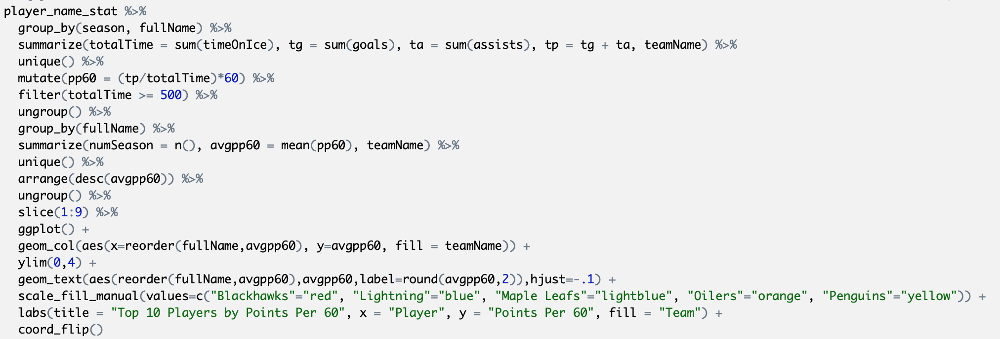 player_name_stat %>%
  group_by(season, fullName) %>%
  summarize(totalTime = sum(timeOnIce), tg = sum(goals), ta = sum(assists), tp = tg + ta, teamName) %>%
  unique() %>%
  mutate(pp60 = (tp/totalTime)*60) %>%
  filter(totalTime >= 500) %>%
  ungroup() %>%
  group_by(fullName) %>%
  summarize(numSeason = n(), avgpp60 = mean(pp60), teamName) %>%
  unique() %>%
  arrange(desc(avgpp60)) %>%
  ungroup() %>%
  slice(1:9) %>%
  ggplot() +
  geom_col(aes(x=reorder(fullName,avgpp60), y=avgpp60, fill = teamName)) +
  ylim(0,4) +
  geom_text(aes(reorder(fullName,avgpp60),avgpp60,label=round(avgpp60,2)),hjust=-.1) +
  scale_fill_manual(values=c("Blackhawks"="red", "Lightning"="blue", "Maple Leafs"="lightblue", "Oilers"="orange", "Penguins"="yellow")) +
  labs(title = "Top 10 Players by Points Per 60", x = "Player", y = "Points Per 60", fill = "Team") +
  coord_flip()